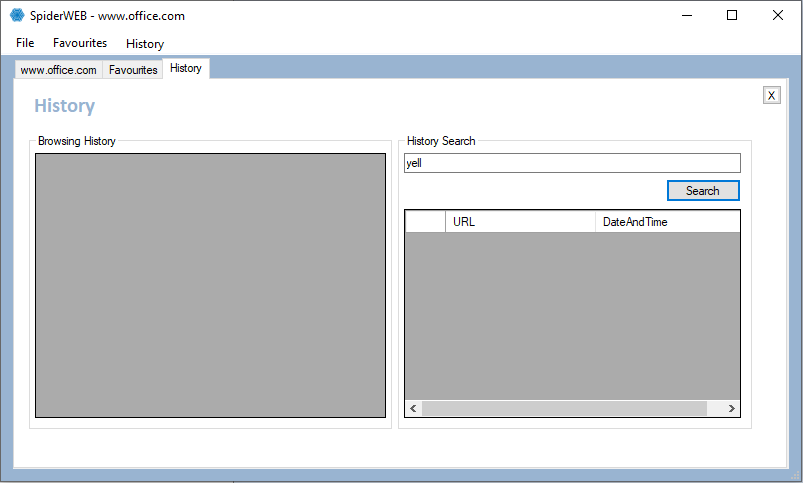 SpiderWEB - www.office.com
File Favourites History
www.office.com Favourites History
History
X
Browsing History
History Search
yell
Search
URL DateAndTime